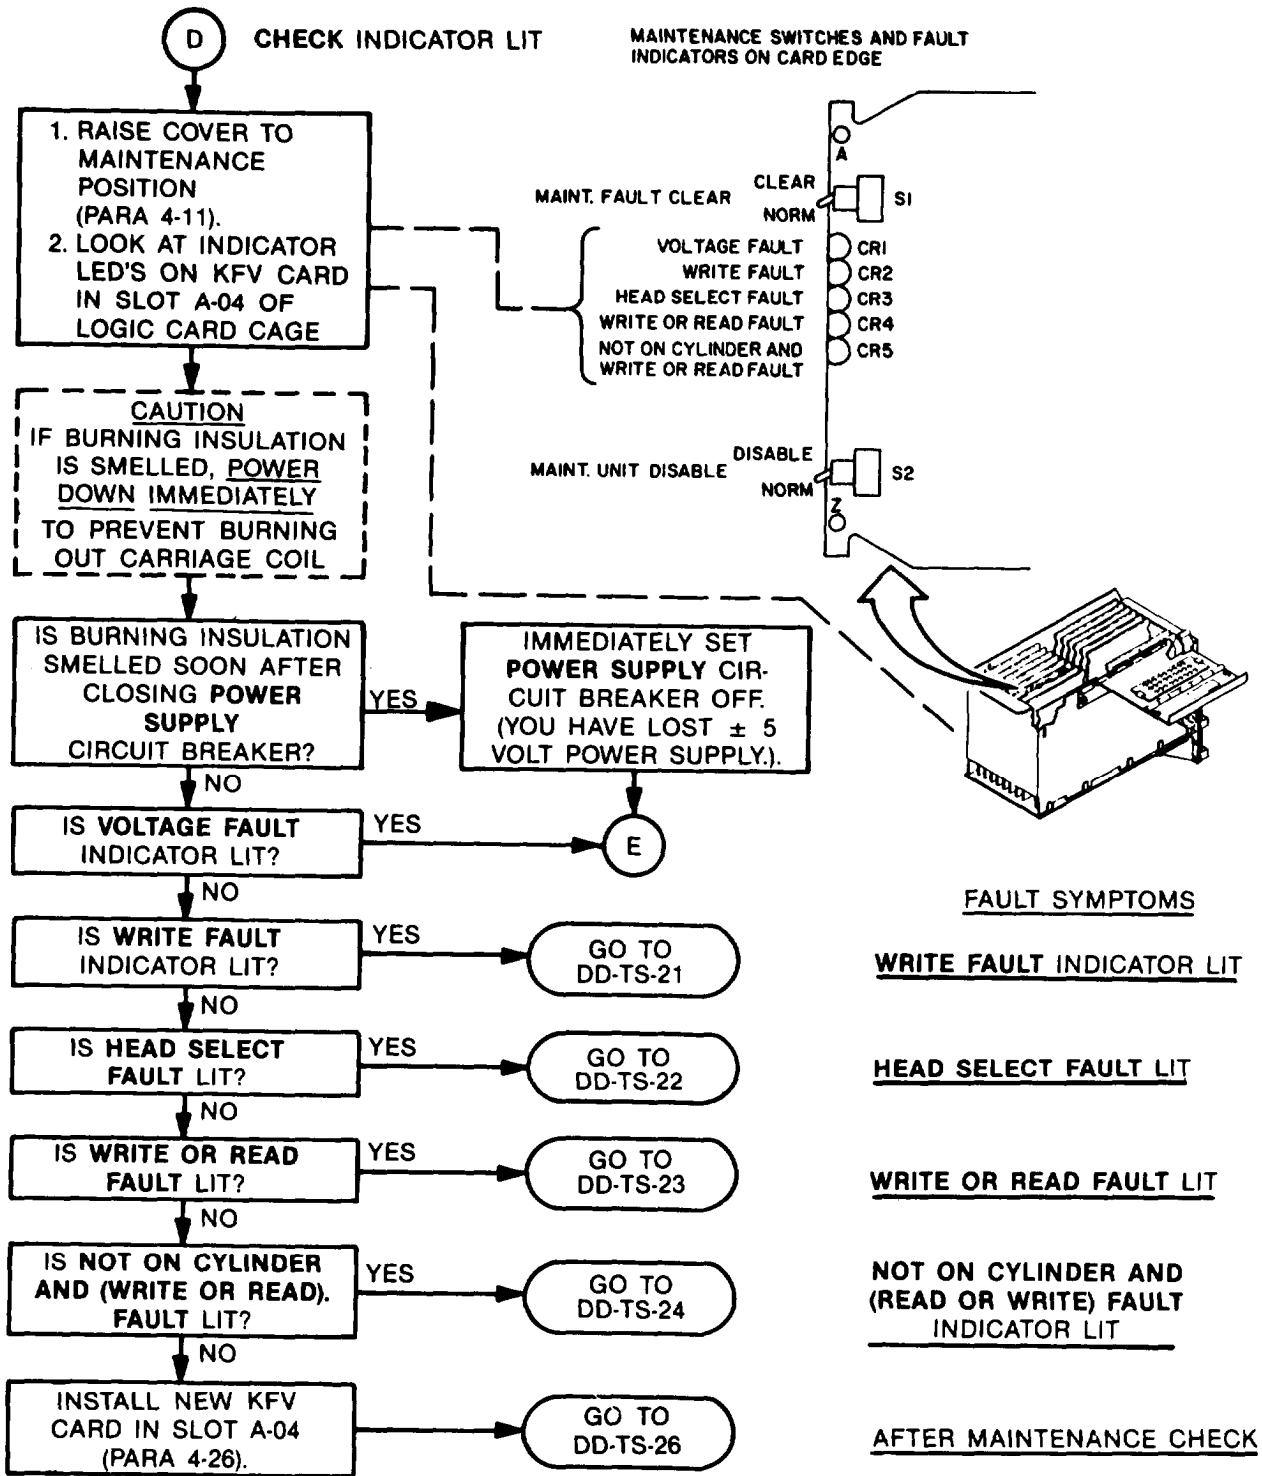 D
CHECK INDICATOR LIT
MAINTENANCE SWITCHES AND FAULT
INDICATORS ON CARD EDGE
1. RAISE COVER TO
MAINTENANCE
POSITION
(PARA 4-11).
2. LOOK AT INDICATOR
LED'S ON KFV CARD
IN SLOT A-04 OF
LOGIC CARD CAGE
A
MAINT. FAULT CLEAR
CLEAR
NORM
S1
VOLTAGE FAULT CR1
WRITE FAULT CR2
HEAD SELECT FAULT CR3
WRITE OR READ FAULT CR4
NOT ON CYLINDER AND CR5
WRITE OR READ FAULT
MAINT. UNIT DISABLE
DISABLE
NORM
S2
Z
CAUTION
IF BURNING INSULATION
IS SMELLED, POWER
DOWN IMMEDIATELY
TO PREVENT BURNING
OUT CARRIAGE COIL
IS BURNING INSULATION
SMELLED SOON AFTER
CLOSING POWER
SUPPLY
CIRCUIT BREAKER?
YES
IMMEDIATELY SET
POWER SUPPLY CIR-
CUIT BREAKER OFF.
(YOU HAVE LOST ± 5
VOLT POWER SUPPLY.).
NO
IS VOLTAGE FAULT
INDICATOR LIT?
YES
E
NO
FAULT SYMPTOMS
IS WRITE FAULT
INDICATOR LIT?
YES
GO TO
DD-TS-21
WRITE FAULT INDICATOR LIT
NO
IS HEAD SELECT
FAULT LIT?
YES
GO TO
DD-TS-22
HEAD SELECT FAULT LIT
NO
IS WRITE OR READ
FAULT LIT?
YES
GO TO
DD-TS-23
WRITE OR READ FAULT LIT
NO
IS NOT ON CYLINDER
AND (WRITE OR READ).
FAULT LIT?
YES
GO TO
DD-TS-24
NOT ON CYLINDER AND
(READ OR WRITE) FAULT
INDICATOR LIT
NO
INSTALL NEW KFV
CARD IN SLOT A-04
(PARA 4-26).
GO TO
DD-TS-26
AFTER MAINTENANCE CHECK